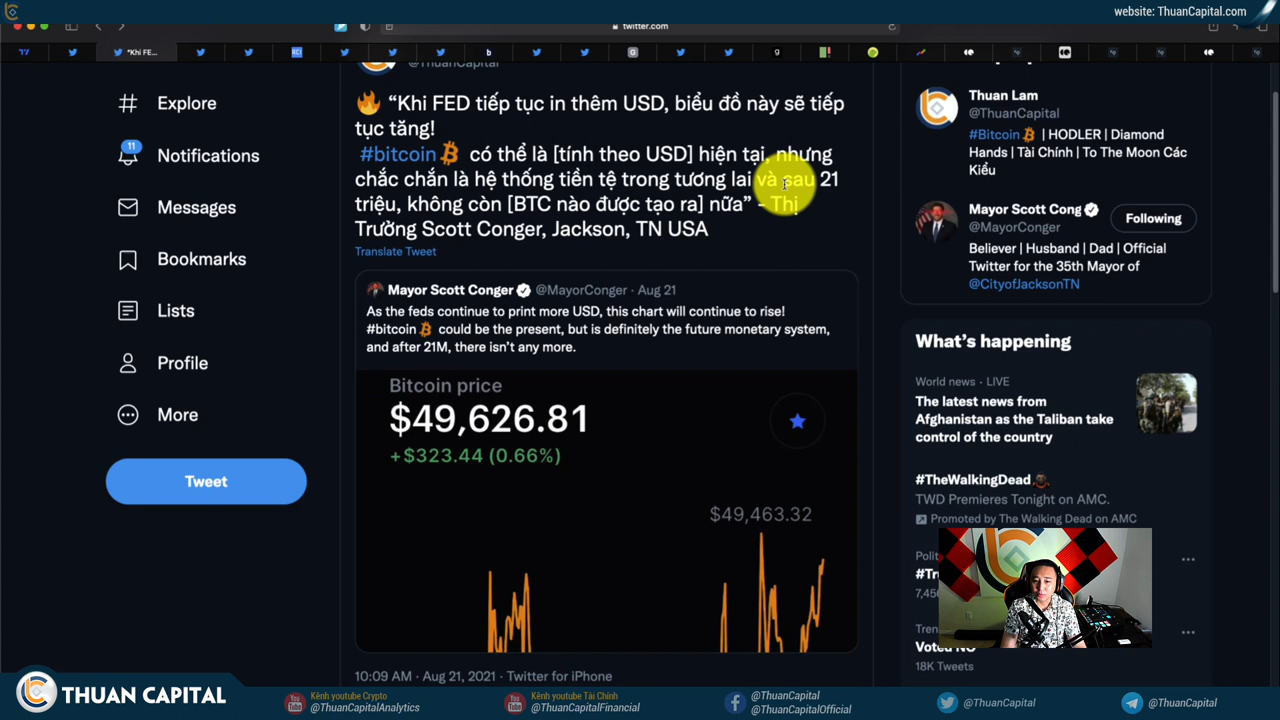 website: ThuanCapital.com
twitter.com
"Khi FE...
@ThuanCapital
Explore
Notifications
11
Messages
Bookmarks
Lists
Profile
More
Tweet
🔥 “Khi FED tiếp tục in thêm USD, biểu đồ này sẽ tiếp
tục tăng!
#bitcoin có thể là [tính theo USD] hiện tại, nhưng
chắc chắn là hệ thống tiền tệ trong tương lai và sau 21
triệu, không còn [BTC nào được tạo ra] nữa” - Thị
Trưởng Scott Conger, Jackson, TN USA
Translate Tweet
Mayor Scott Conger @MayorConger · Aug 21
As the feds continue to print more USD, this chart will continue to rise!
#bitcoin could be the present, but is definitely the future monetary system,
and after 21M, there isn’t any more.
Bitcoin price
$49,626.81
+$323.44 (0.66%)
$49,463.32
10:09 AM · Aug 21, 2021 · Twitter for iPhone
Thuan Lam
@ThuanCapital
#Bitcoin | HODLER | Diamond
Hands | Tài Chính | To The Moon Các
Kiểu
Mayor Scott Cong
@MayorConger
Following
Believer | Husband | Dad | Official
Twitter for the 35th Mayor of
@CityofJacksonTN
What’s happening
World news · LIVE
The latest news from
Afghanistan as the Taliban take
control of the country
#TheWalkingDead
TWD Premieres Tonight on AMC.
Promoted by The Walking Dead on AMC
18K Tweets
THUAN CAPITAL
Kênh youtube Crypto
@ThuanCapitalAnalytics
Kênh youtube Tài Chính
@ThuanCapitalFinancial
@ThuanCapital
@ThuanCapitalOfficial
@ThuanCapital
@ThuanCapital